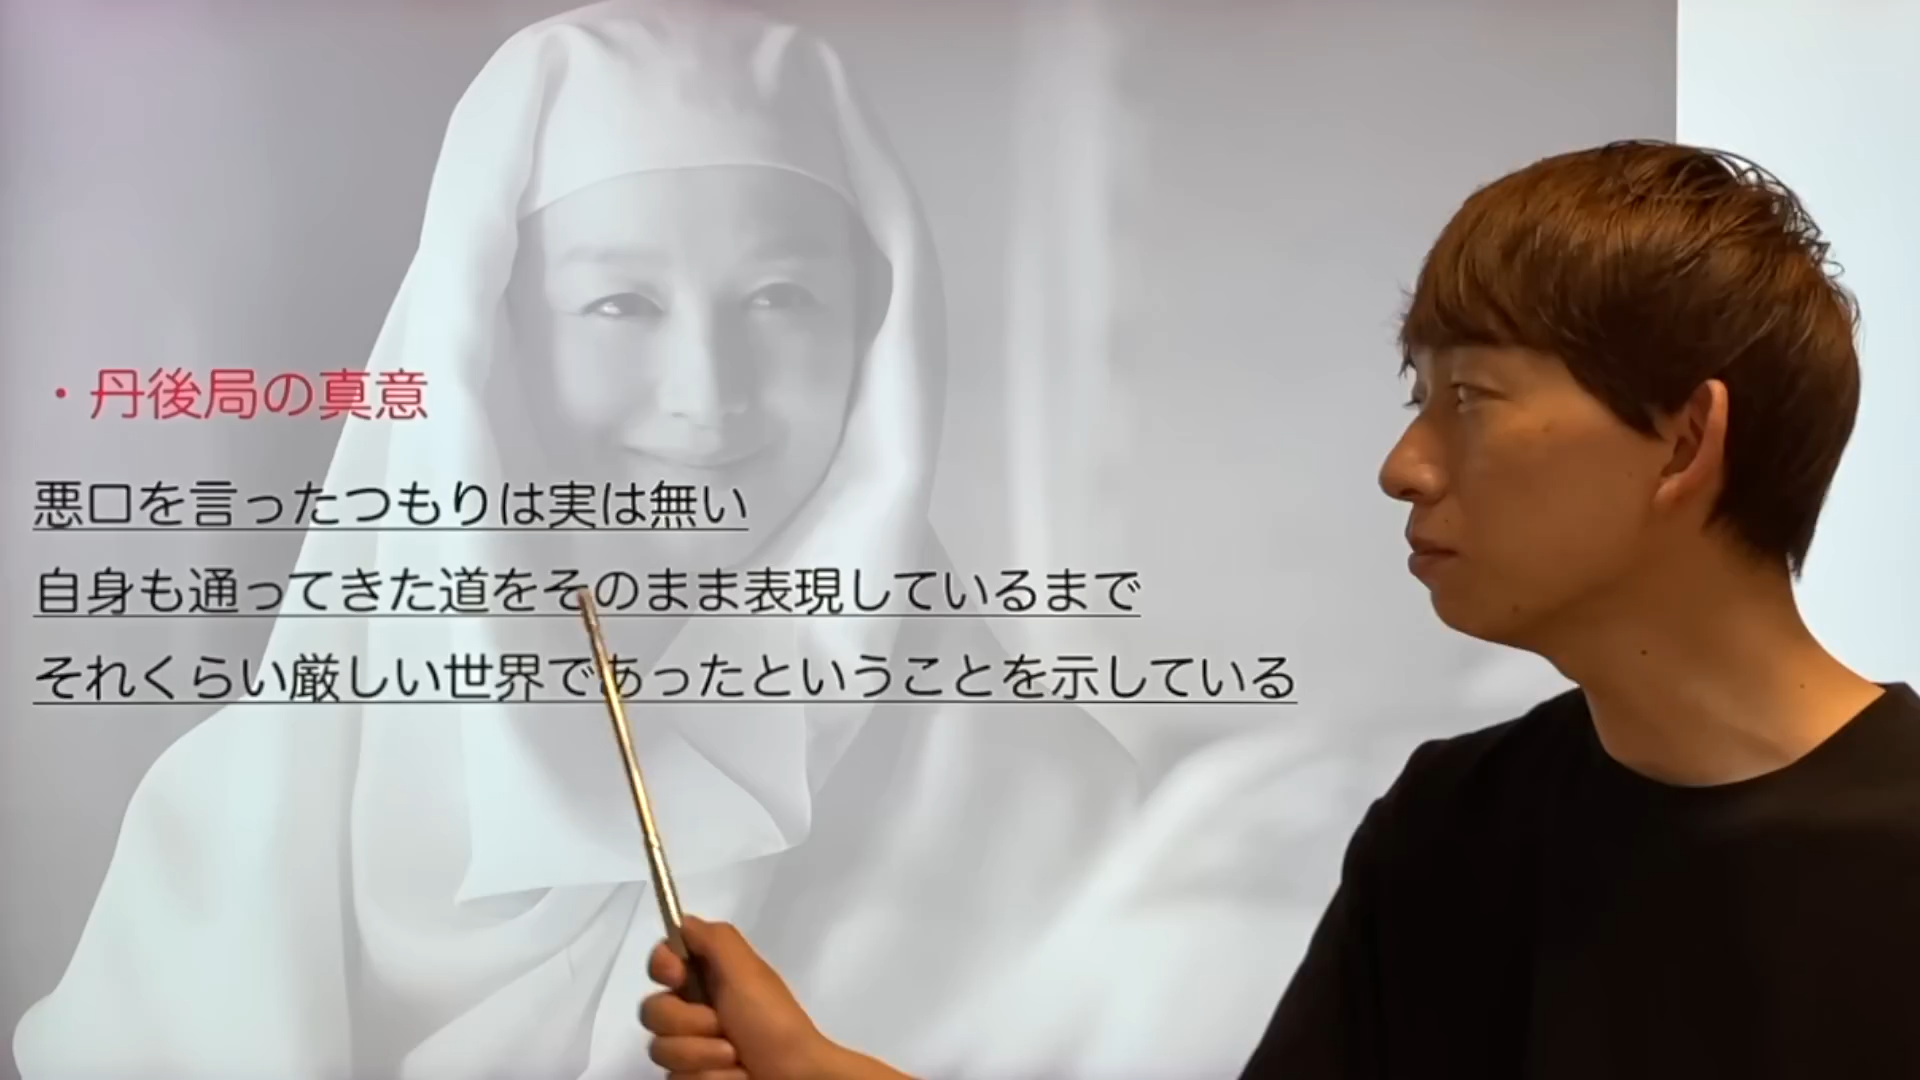 ・丹後局の真意
悪口を言ったつもりは実は無い
自身も通ってきた道をそのまま表現しているまで
それくらい厳しい世界であったということを示している